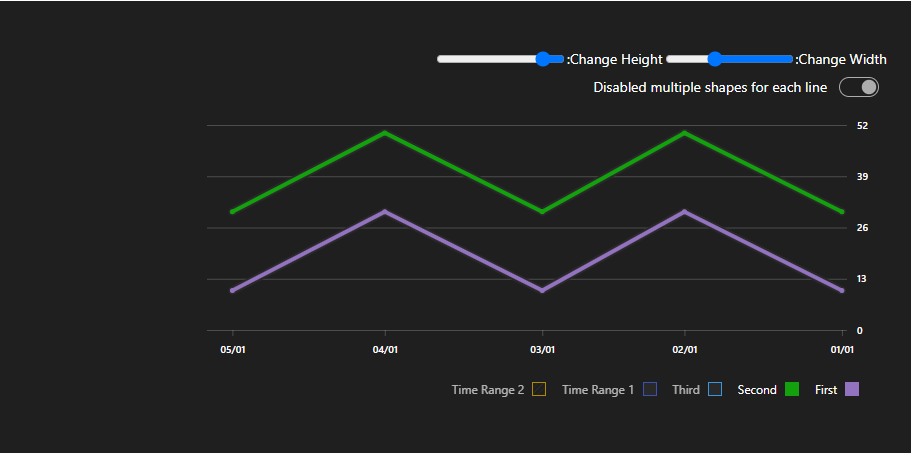 :Change Height :Change Width
Disabled multiple shapes for each line
52
39
26
13
0
05/01 04/01 03/01 02/01 01/01
Time Range 2 Time Range 1 Third Second First